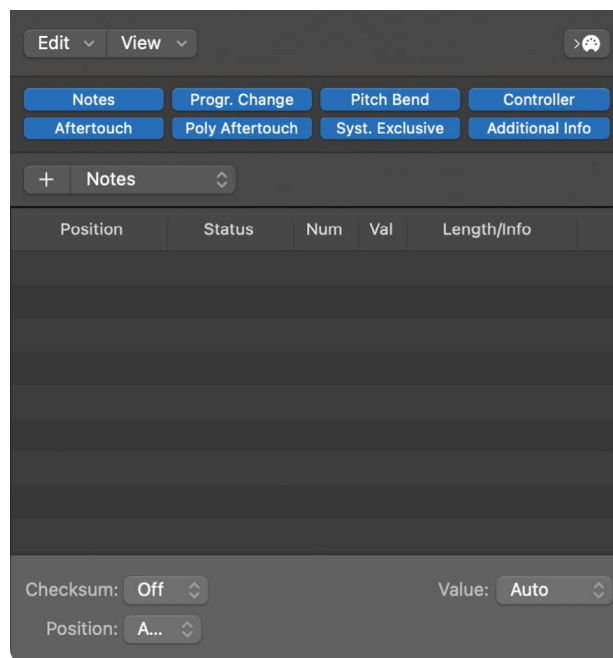 Edit View
Notes Progr. Change Pitch Bend Controller
Aftertouch Poly Aftertouch Syst. Exclusive Additional Info
+ Notes
Position Status Num Val Length/Info
Checksum: Off Value: Auto
Position: A...